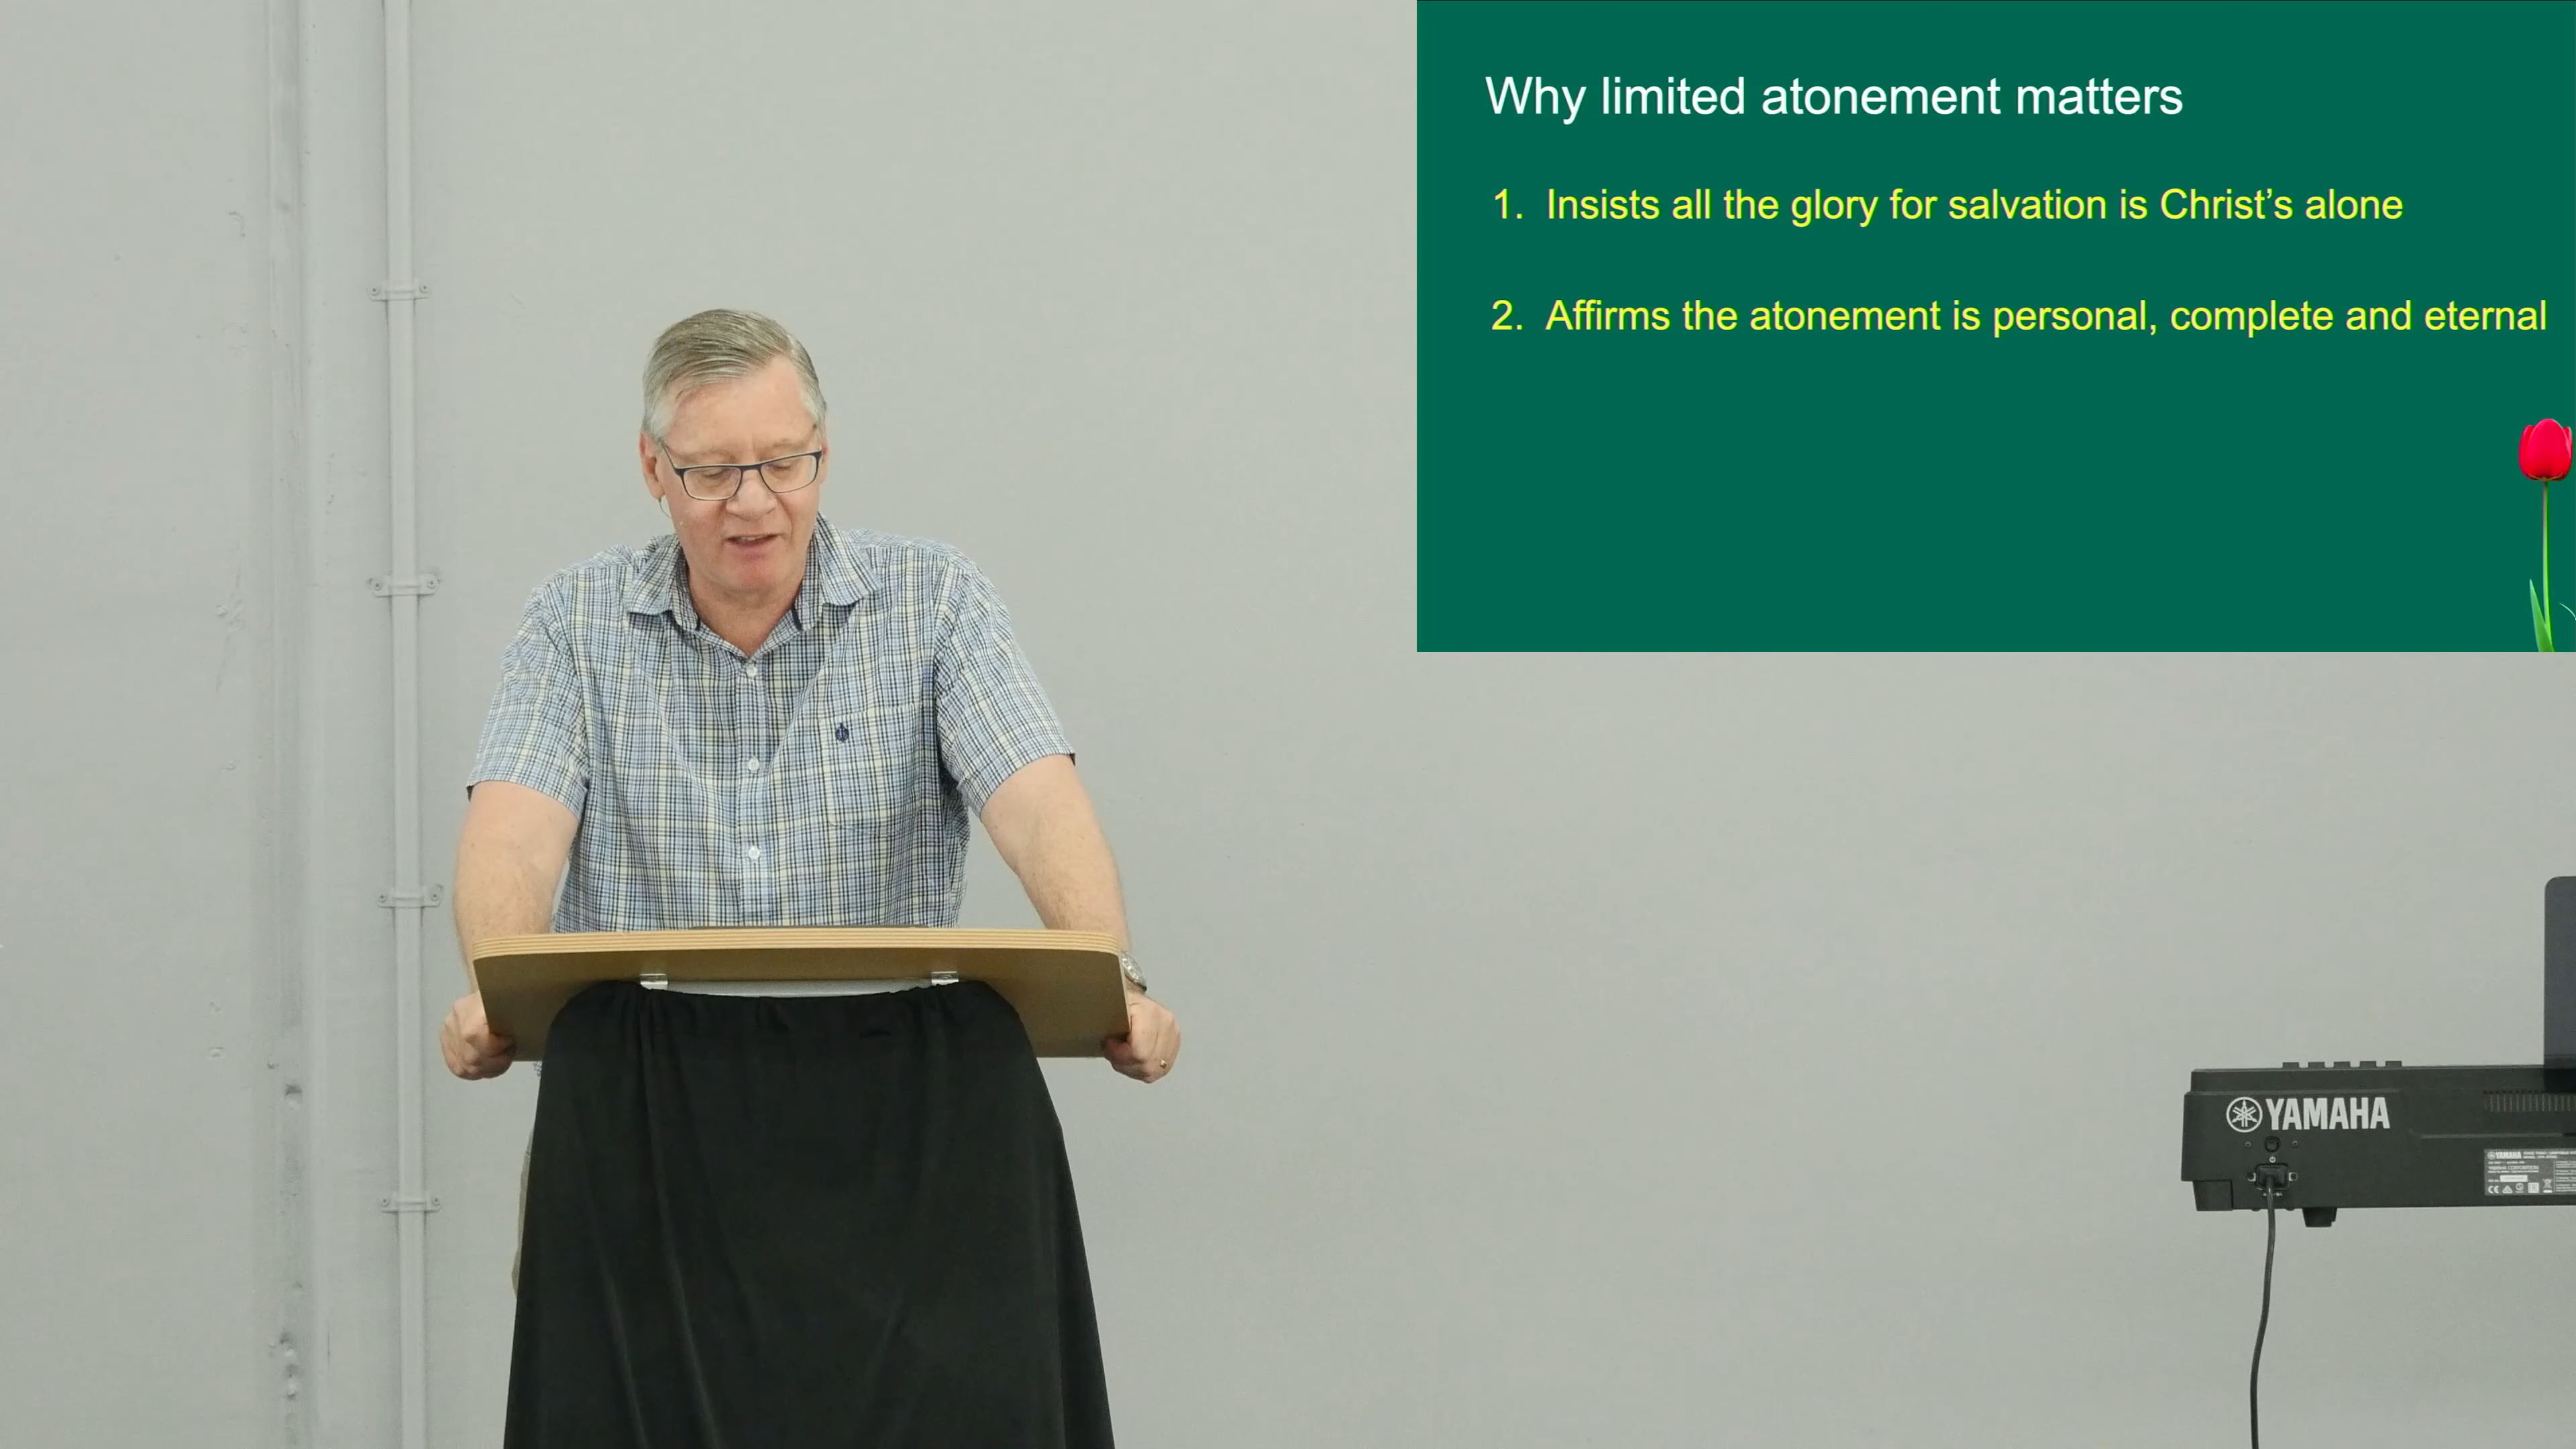 Why limited atonement matters
1. Insists all the glory for salvation is Christ’s alone
2. Affirms the atonement is personal, complete and eternal
YAMAHA
YAMAHA